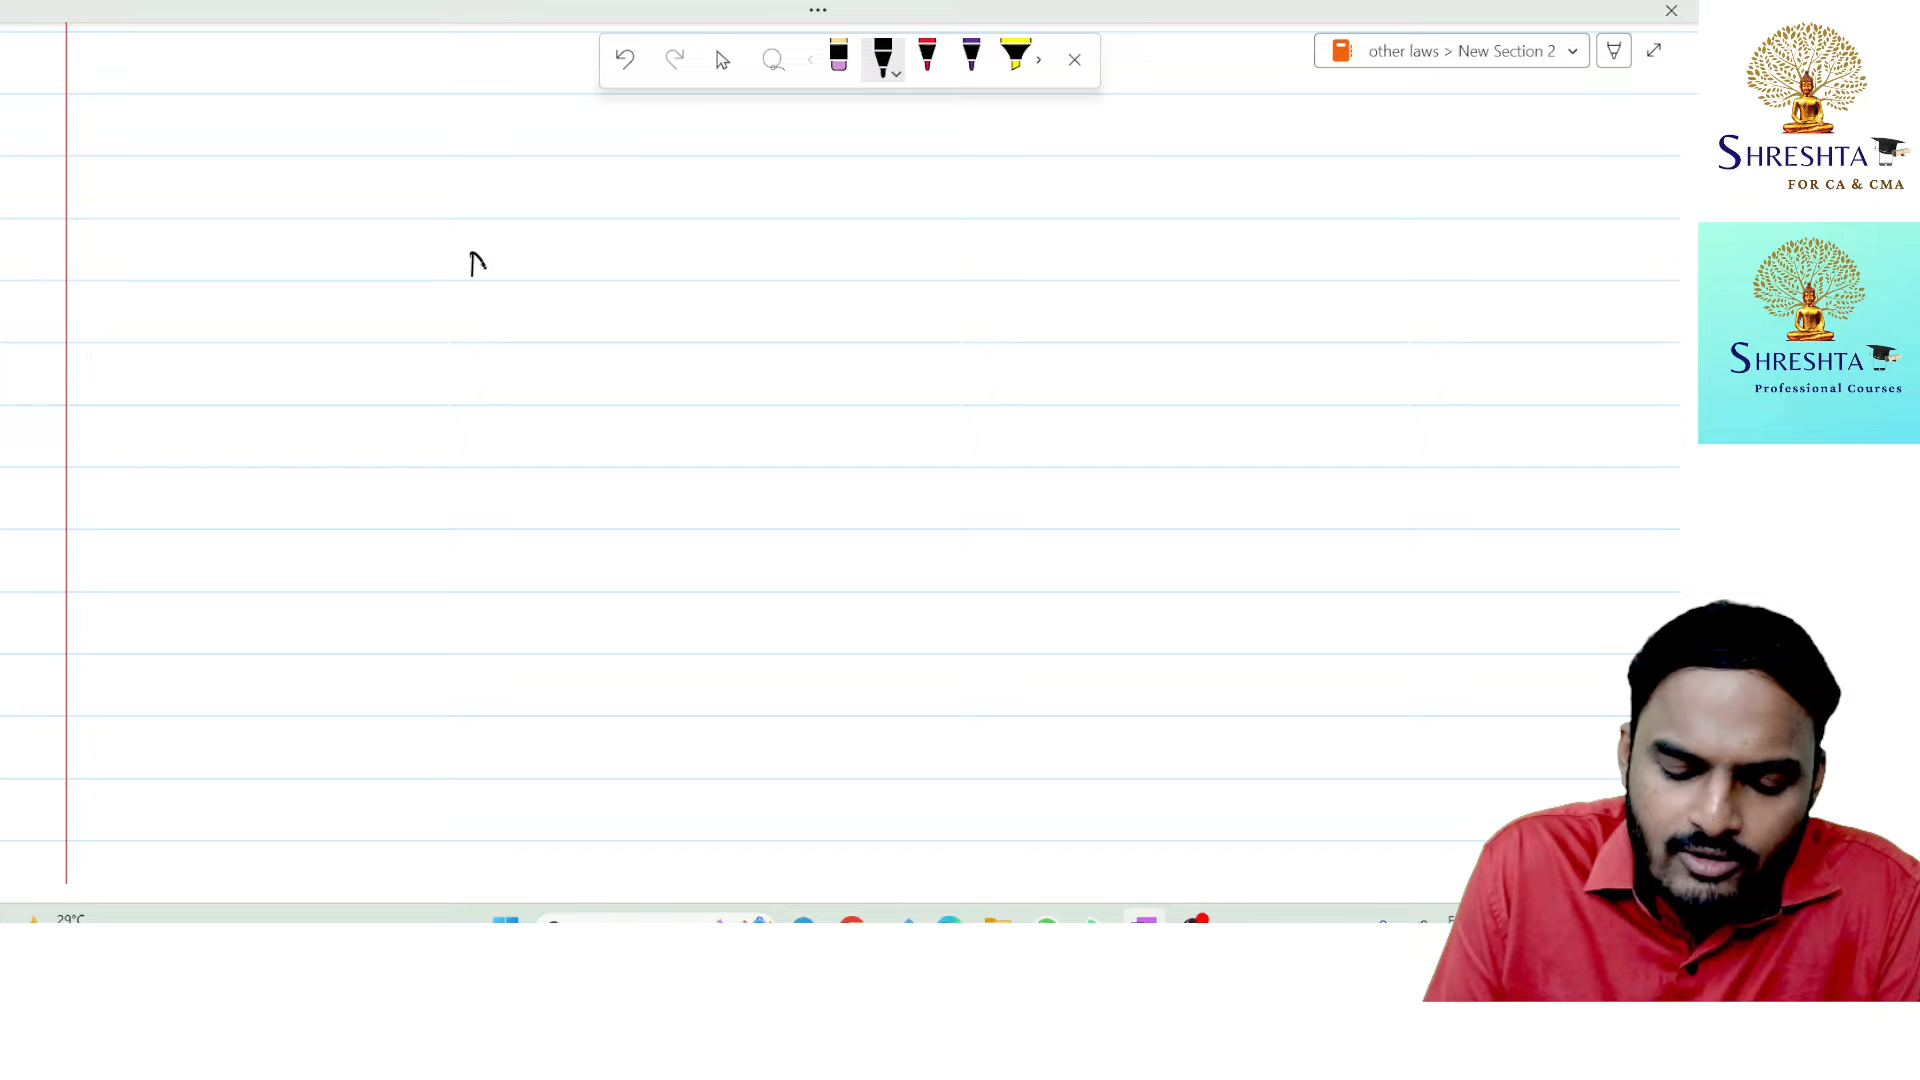 other laws > New Section 2
SHRESHTA
FOR CA & CMA
SHRESHTA
Professional Courses
29°C